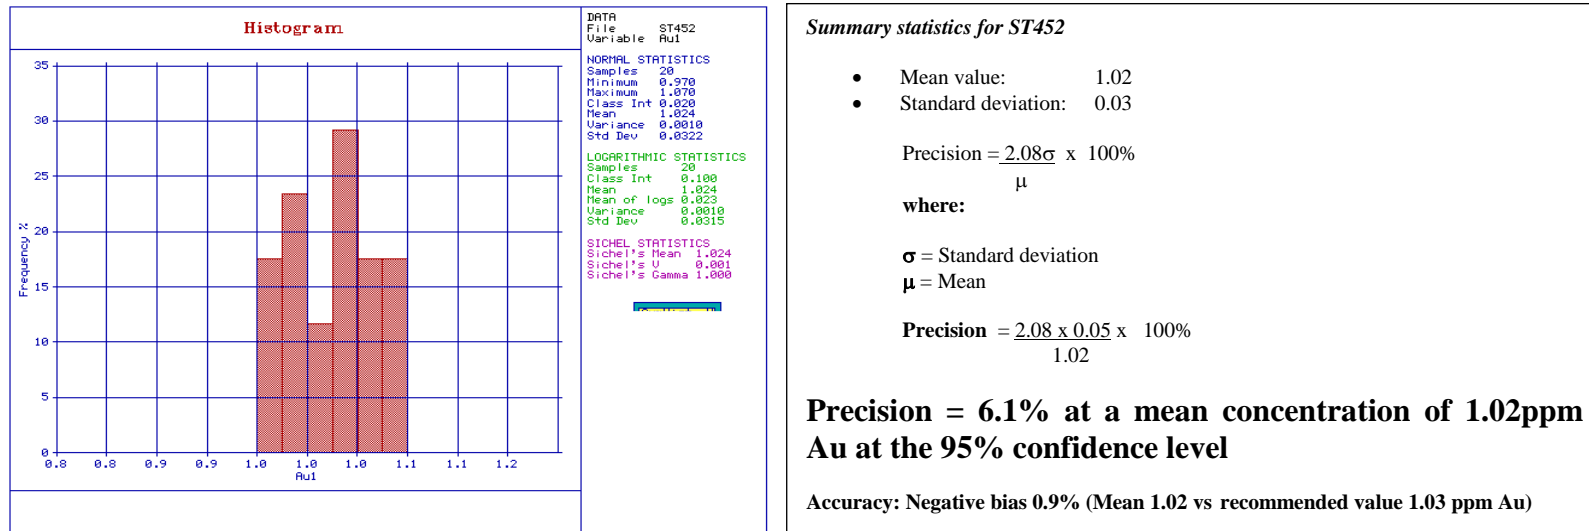 Histogram
35
30
25
20
15
10
5
0
Frequency %
0.8 0.8 0.9 0.9 1.0 1.0 1.0 1.1 1.1 1.2
Au1
DATA
File ST452
Variable Au1
NORMAL STATISTICS
Samples 20
Minimum 0.970
Maximum 1.070
Class Int 0.020
Mean 1.024
Variance 0.0010
Std Dev 0.0322
LOGARITHMIC STATISTICS
Samples 20
Class Int 0.100
Mean 1.024
Mean of logs 0.023
Variance 0.0010
Std Dev 0.0315
SICHEL STATISTICS
Sichel's Mean 1.024
Sichel's V 0.001
Sichel's Gamma 1.000
Summary statistics for ST452
• Mean value: 1.02
• Standard deviation: 0.03
Precision = 2.08σ x 100%
μ
where:
σ = Standard deviation
μ = Mean
Precision = 2.08 x 0.05 x 100%
1.02
Precision = 6.1% at a mean concentration of 1.02ppm
Au at the 95% confidence level
Accuracy: Negative bias 0.9% (Mean 1.02 vs recommended value 1.03 ppm Au)